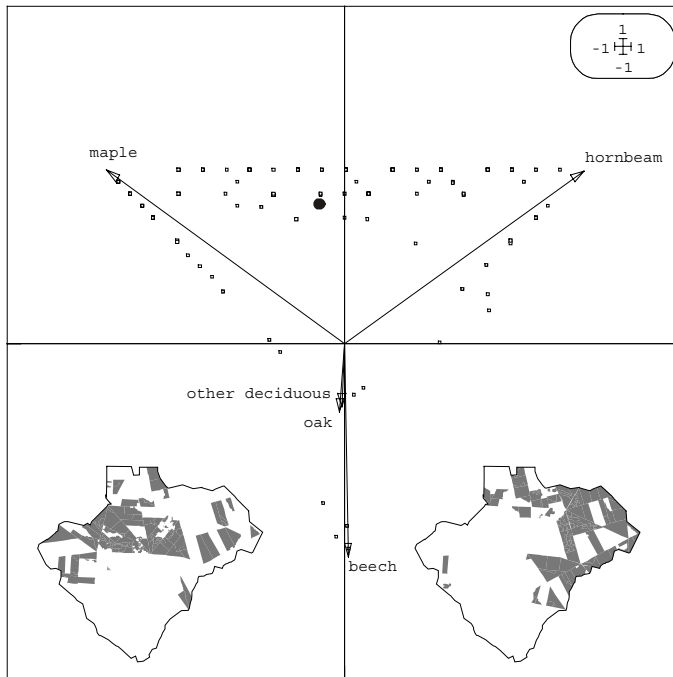 1
-1 1
-1
maple
hornbeam
other deciduous
oak
beech